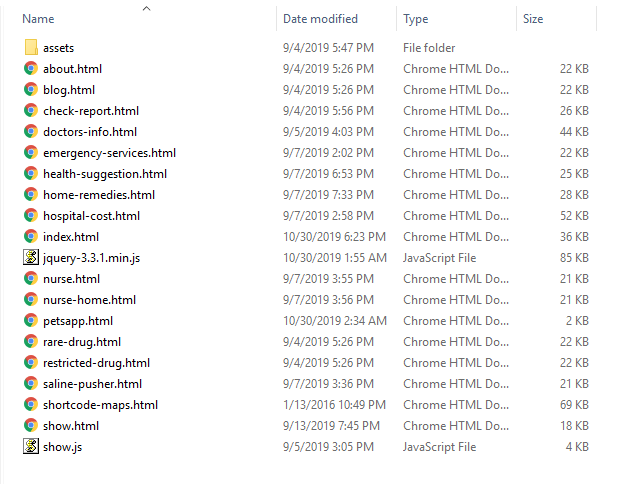 Name Date modified Type Size
assets 9/4/2019 5:47 PM File folder
about.html 9/4/2019 5:26 PM Chrome HTML Do... 22 KB
blog.html 9/4/2019 5:26 PM Chrome HTML Do... 22 KB
check-report.html 9/4/2019 5:56 PM Chrome HTML Do... 26 KB
doctors-info.html 9/5/2019 4:03 PM Chrome HTML Do... 44 KB
emergency-services.html 9/7/2019 2:02 PM Chrome HTML Do... 22 KB
health-suggestion.html 9/7/2019 6:53 PM Chrome HTML Do... 25 KB
home-remedies.html 9/7/2019 7:33 PM Chrome HTML Do... 28 KB
hospital-cost.html 9/7/2019 2:58 PM Chrome HTML Do... 52 KB
index.html 10/30/2019 6:23 PM Chrome HTML Do... 36 KB
jquery-3.3.1.min.js 10/30/2019 1:55 AM JavaScript File 85 KB
nurse.html 9/7/2019 3:55 PM Chrome HTML Do... 21 KB
nurse-home.html 9/7/2019 3:56 PM Chrome HTML Do... 21 KB
petsapp.html 10/30/2019 2:34 AM Chrome HTML Do... 2 KB
rare-drug.html 9/4/2019 5:26 PM Chrome HTML Do... 22 KB
restricted-drug.html 9/4/2019 5:26 PM Chrome HTML Do... 22 KB
saline-pusher.html 9/7/2019 3:36 PM Chrome HTML Do... 21 KB
shortcode-maps.html 1/13/2016 10:49 PM Chrome HTML Do... 69 KB
show.html 9/13/2019 7:45 PM Chrome HTML Do... 18 KB
show.js 9/5/2019 3:05 PM JavaScript File 4 KB